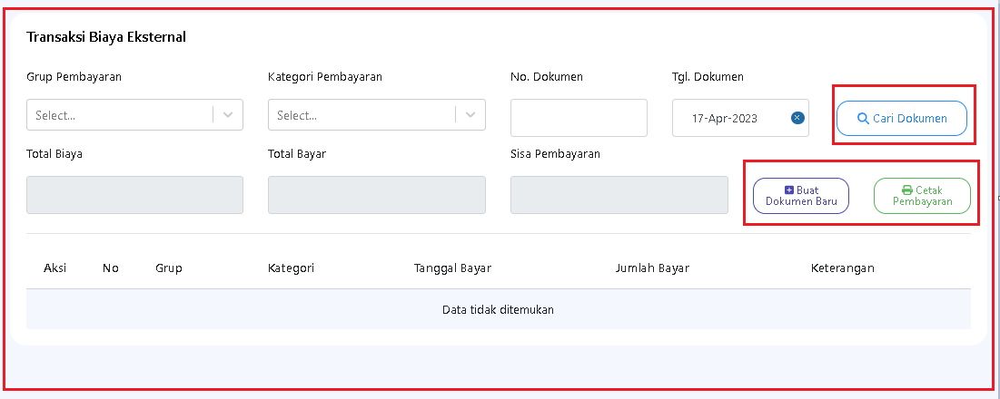 Transaksi Biaya Eksternal
Grup Pembayaran Kategori Pembayaran No. Dokumen Tgl. Dokumen
Select... Select... 17-Apr-2023 Cari Dokumen
Total Biaya Total Bayar Sisa Pembayaran
Buat
Dokumen Baru
Cetak
Pembayaran
Aksi No Grup Kategori Tanggal Bayar Jumlah Bayar Keterangan
Data tidak ditemukan